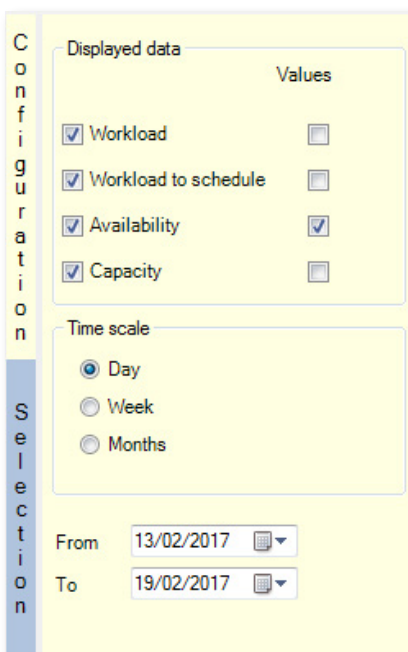 Configuration
Selection
Displayed data
Values
Workload
Workload to schedule
Availability
Capacity
Time scale
Day
Week
Months
From 13/02/2017
To 19/02/2017